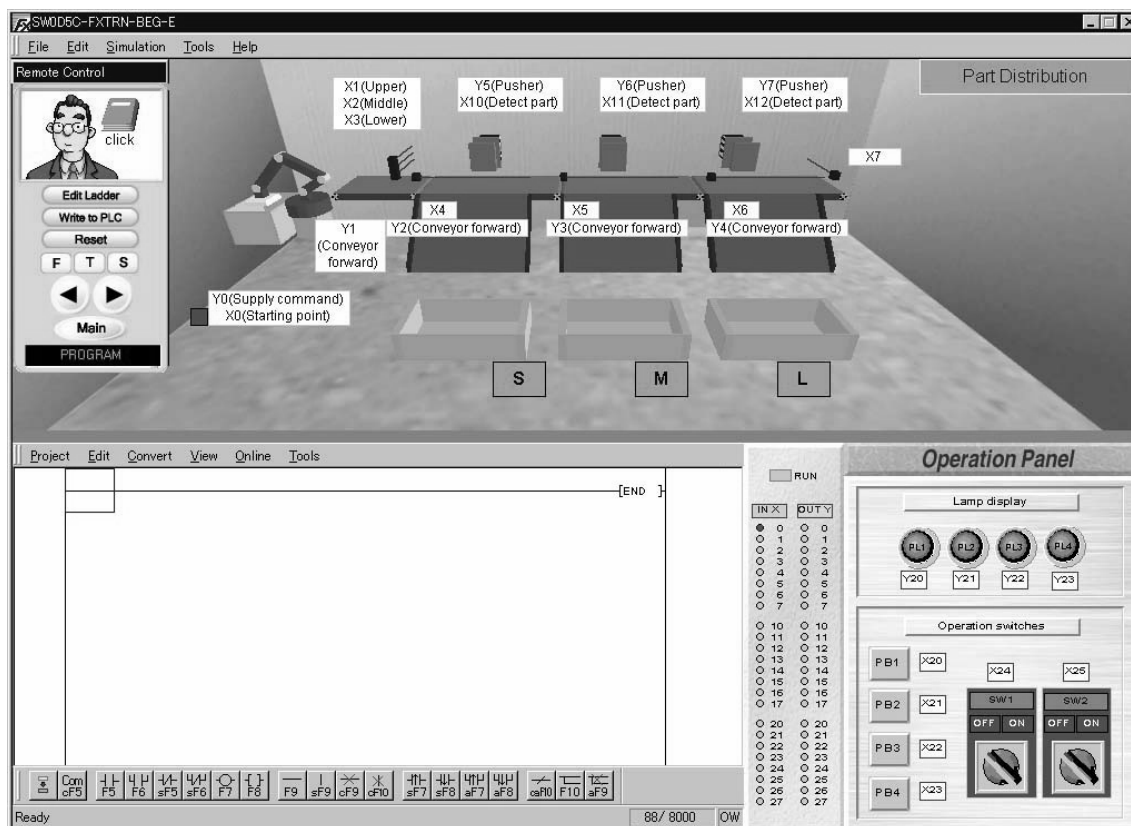 SW0D5C-FXTRN-BEG-E
File Edit Simulation Tools Help
Remote Control
click
Edit Ladder
Write to PLC
Reset
F T S
Main
PROGRAM
Part Distribution
X1(Upper)
X2(Middle)
X3(Lower)
Y5(Pusher)
X10(Detect part)
Y6(Pusher)
X11(Detect part)
Y7(Pusher)
X12(Detect part)
X7
X4
X5
X6
Y1
(Conveyor
forward)
Y2(Conveyor forward)
Y3(Conveyor forward)
Y4(Conveyor forward)
Y0(Supply command)
X0(Starting point)
S
M
L
Project Edit Convert View Online Tools
END
RUN
IN X OUT Y
0 0
1 1
2 2
3 3
4 4
5 5
6 6
7 7
10 10
11 11
12 12
13 13
14 14
15 15
16 16
17 17
20 20
21 21
22 22
23 23
24 24
25 25
26 26
27 27
Operation Panel
Lamp display
PL1 PL2 PL3 PL4
Y20 Y21 Y22 Y23
Operation switches
PB1 X20
X24 X25
PB2 X21
SW1 SW2
OFF ON OFF ON
PB3 X22
PB4 X23
Com
cF5 F5 F6 sF5 sF6 F7 F8 F9 sF9 cF9 cF10 sF7 sF8 aF7 aF8 caF10 F10 aF9
Ready 88/ 8000 OW